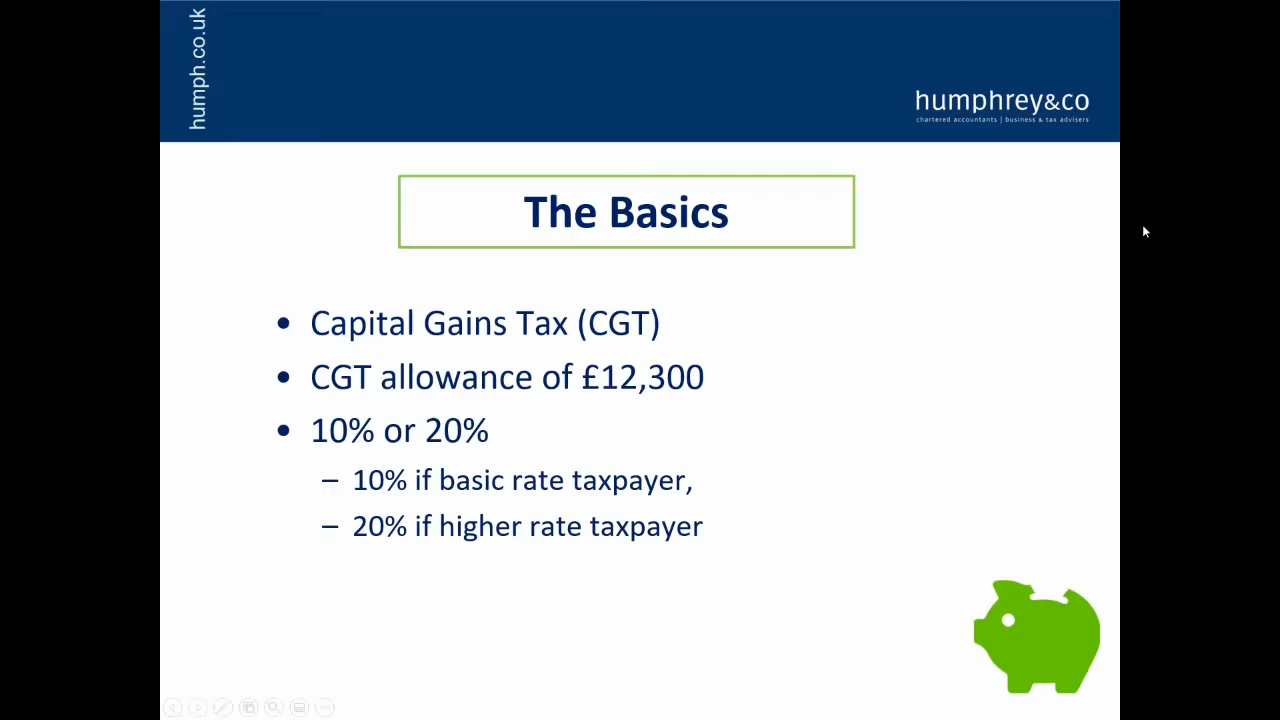 humph.co.uk
humphrey&co
chartered accountants | business & tax advisers
The Basics
• Capital Gains Tax (CGT)
• CGT allowance of £12,300
• 10% or 20%
– 10% if basic rate taxpayer,
– 20% if higher rate taxpayer